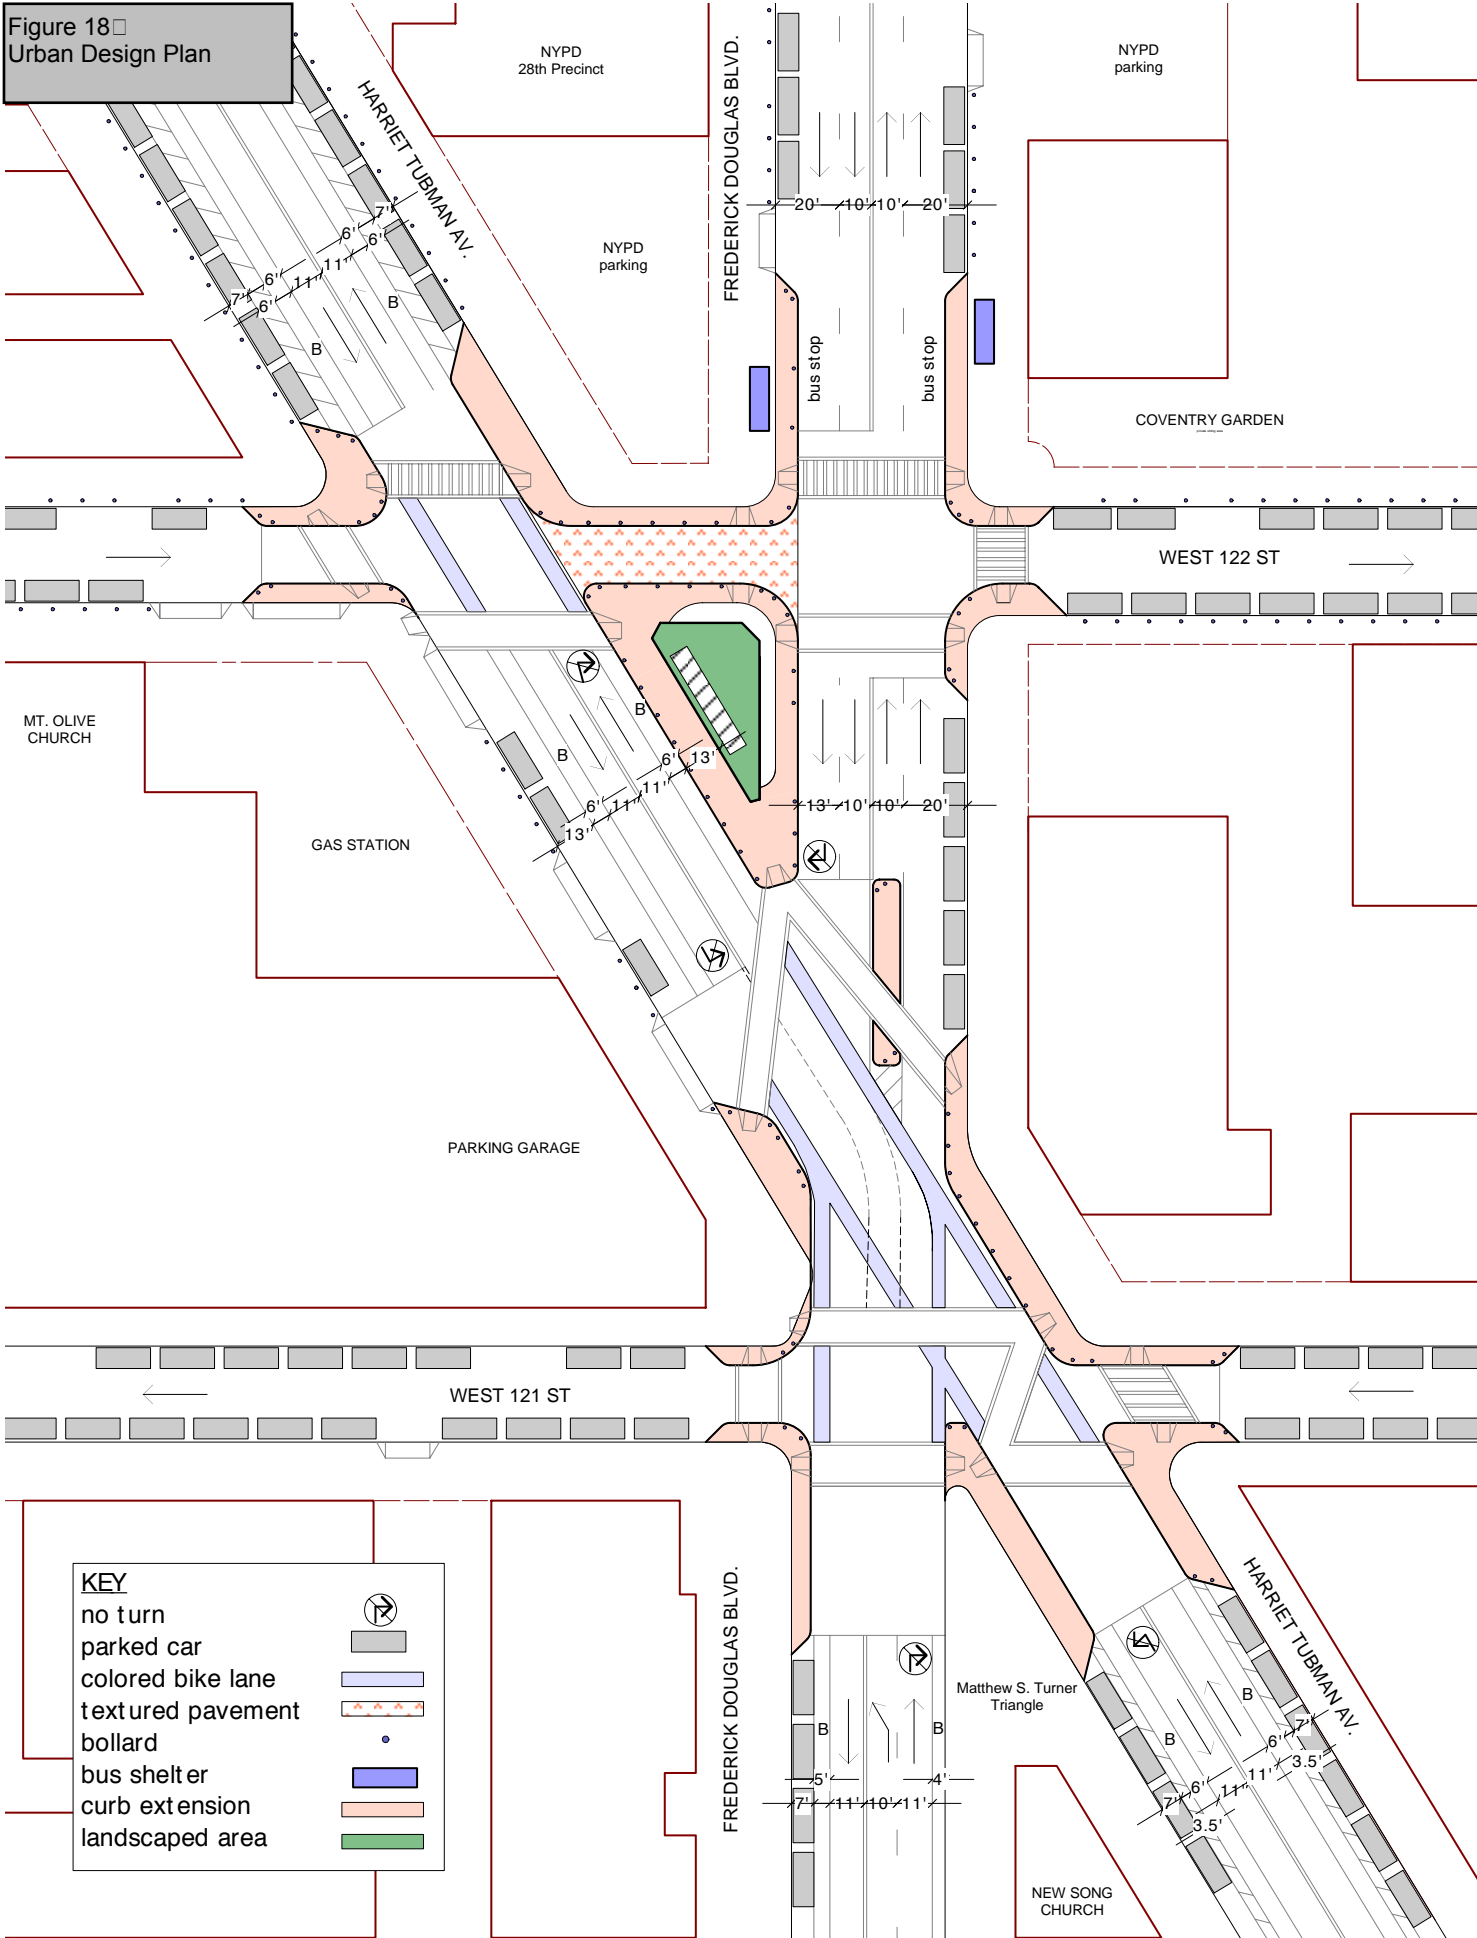 Figure 18□
Urban Design Plan
NYPD
28th Precinct
NYPD
parking
HARRIET TUBMAN AV.
FREDERICK DOUGLAS BLVD.
NYPD
parking
20' 10' 10' 20'
7'
6'
6'
11'
11'
6'
6'
7'
B
B
bus stop
bus stop
COVENTRY GARDEN
WEST 122 ST
MT. OLIVE
CHURCH
B
B
6'
13'
11'
6'
11'
13'
13' 10' 10' 20'
GAS STATION
PARKING GARAGE
WEST 121 ST
KEY
no turn
parked car
colored bike lane
textured pavement
bollard
bus shelter
curb extension
landscaped area
FREDERICK DOUGLAS BLVD.
B
B
5'
4'
7' 11' 10' 11'
Matthew S. Turner
Triangle
HARRIET TUBMAN AV.
B
B
7'
6'
3.5'
11'
11'
6'
7'
3.5'
NEW SONG
CHURCH